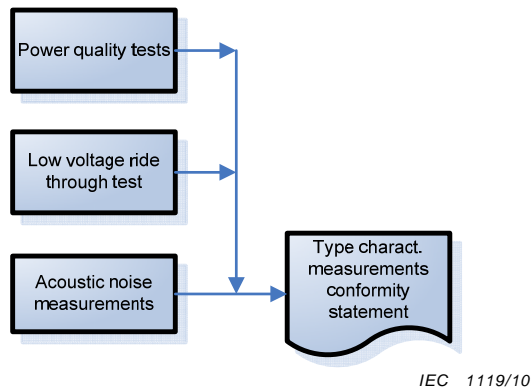 Power quality tests
Low voltage ride
through test
Acoustic noise
measurements
Type charact.
measurements
conformity
statement
IEC 1119/10